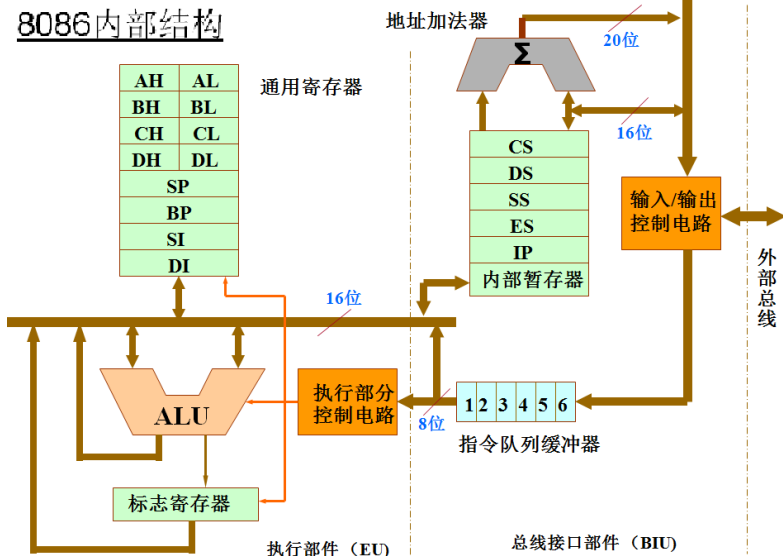 8086内部结构
地址加法器
20位
Σ
AH AL
通用寄存器
BH BL
16位
CH CL
CS
DH DL
DS
SP
SS
输入/输出
控制电路
BP
ES
SI
IP
DI
内部暂存器
外部总线
16位
执行部分
控制电路
1 2 3 4 5 6
ALU
8位
指令队列缓冲器
标志寄存器
执行部件（EU）
总线接口部件（BIU)